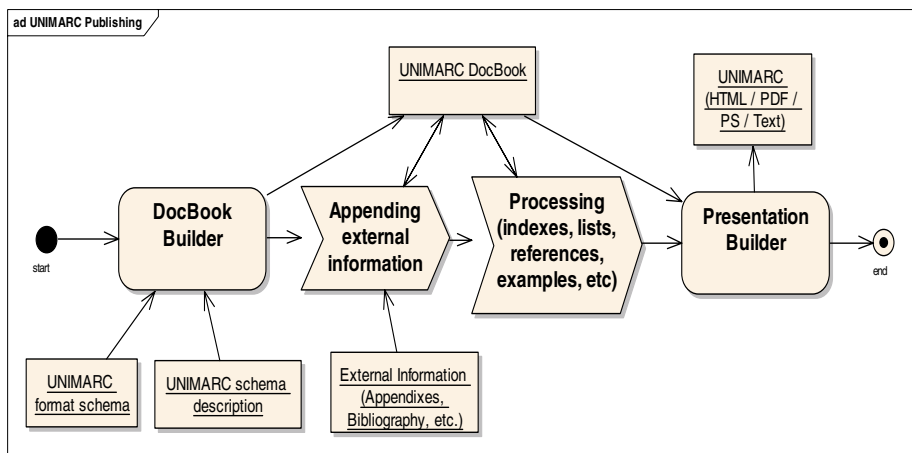 ad UNIMARC Publishing
UNIMARC DocBook
UNIMARC
(HTML / PDF /
PS / Text)
DocBook
Builder
Appending
external
information
Processing
(indexes, lists,
references,
examples, etc)
Presentation
Builder
start
end
UNIMARC
format schema
UNIMARC schema
description
External Information
(Appendixes,
Bibliography, etc.)